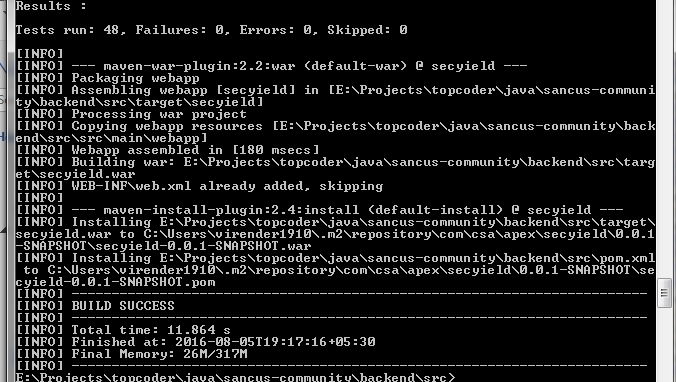 Results :
Tests run: 48, Failures: 0, Errors: 0, Skipped: 0
[INFO]
[INFO] --- maven-war-plugin:2.2:war (default-war) @ secyield ---
[INFO] Packaging webapp
[INFO] Assembling webapp [secyield] in [E:\Projects\topcoder\java\sancus-communi
ty\backend\src\target\secyield]
[INFO] Processing war project
[INFO] Copying webapp resources [E:\Projects\topcoder\java\sancus-community\back
end\src\src\main\webapp]
[INFO] Webapp assembled in [180 msecs]
[INFO] Building war: E:\Projects\topcoder\java\sancus-community\backend\src\targ
et\secyield.war
[INFO] WEB-INF\web.xml already added, skipping
[INFO]
[INFO] --- maven-install-plugin:2.4:install (default-install) @ secyield ---
[INFO] Installing E:\Projects\topcoder\java\sancus-community\backend\src\target\
secyield.war to C:\Users\virender1910\.m2\repository\com\csa\apex\secyield\0.0.1
-SNAPSHOT\secyield-0.0.1-SNAPSHOT.war
[INFO] Installing E:\Projects\topcoder\java\sancus-community\backend\src\pom.xml
 to C:\Users\virender1910\.m2\repository\com\csa\apex\secyield\0.0.1-SNAPSHOT\se
cyield-0.0.1-SNAPSHOT.pom
[INFO] ------------------------------------------------------------------------
[INFO] BUILD SUCCESS
[INFO] ------------------------------------------------------------------------
[INFO] Total time: 11.864 s
[INFO] Finished at: 2016-08-05T19:17:16+05:30
[INFO] Final Memory: 26M/317M
[INFO] ------------------------------------------------------------------------
E:\Projects\topcoder\java\sancus-community\backend\src>